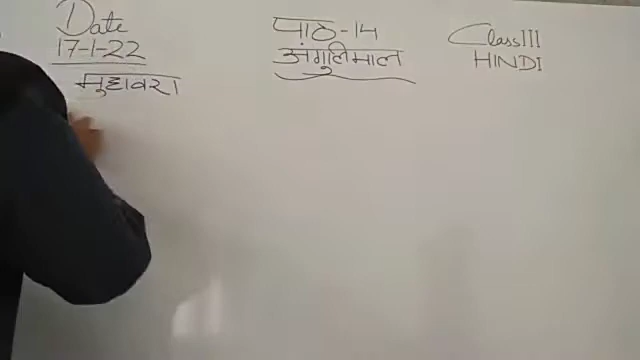 Date
17-1-22
मुहावरा
पाठ-14
अंगुलिमाल
Class III
HINDI